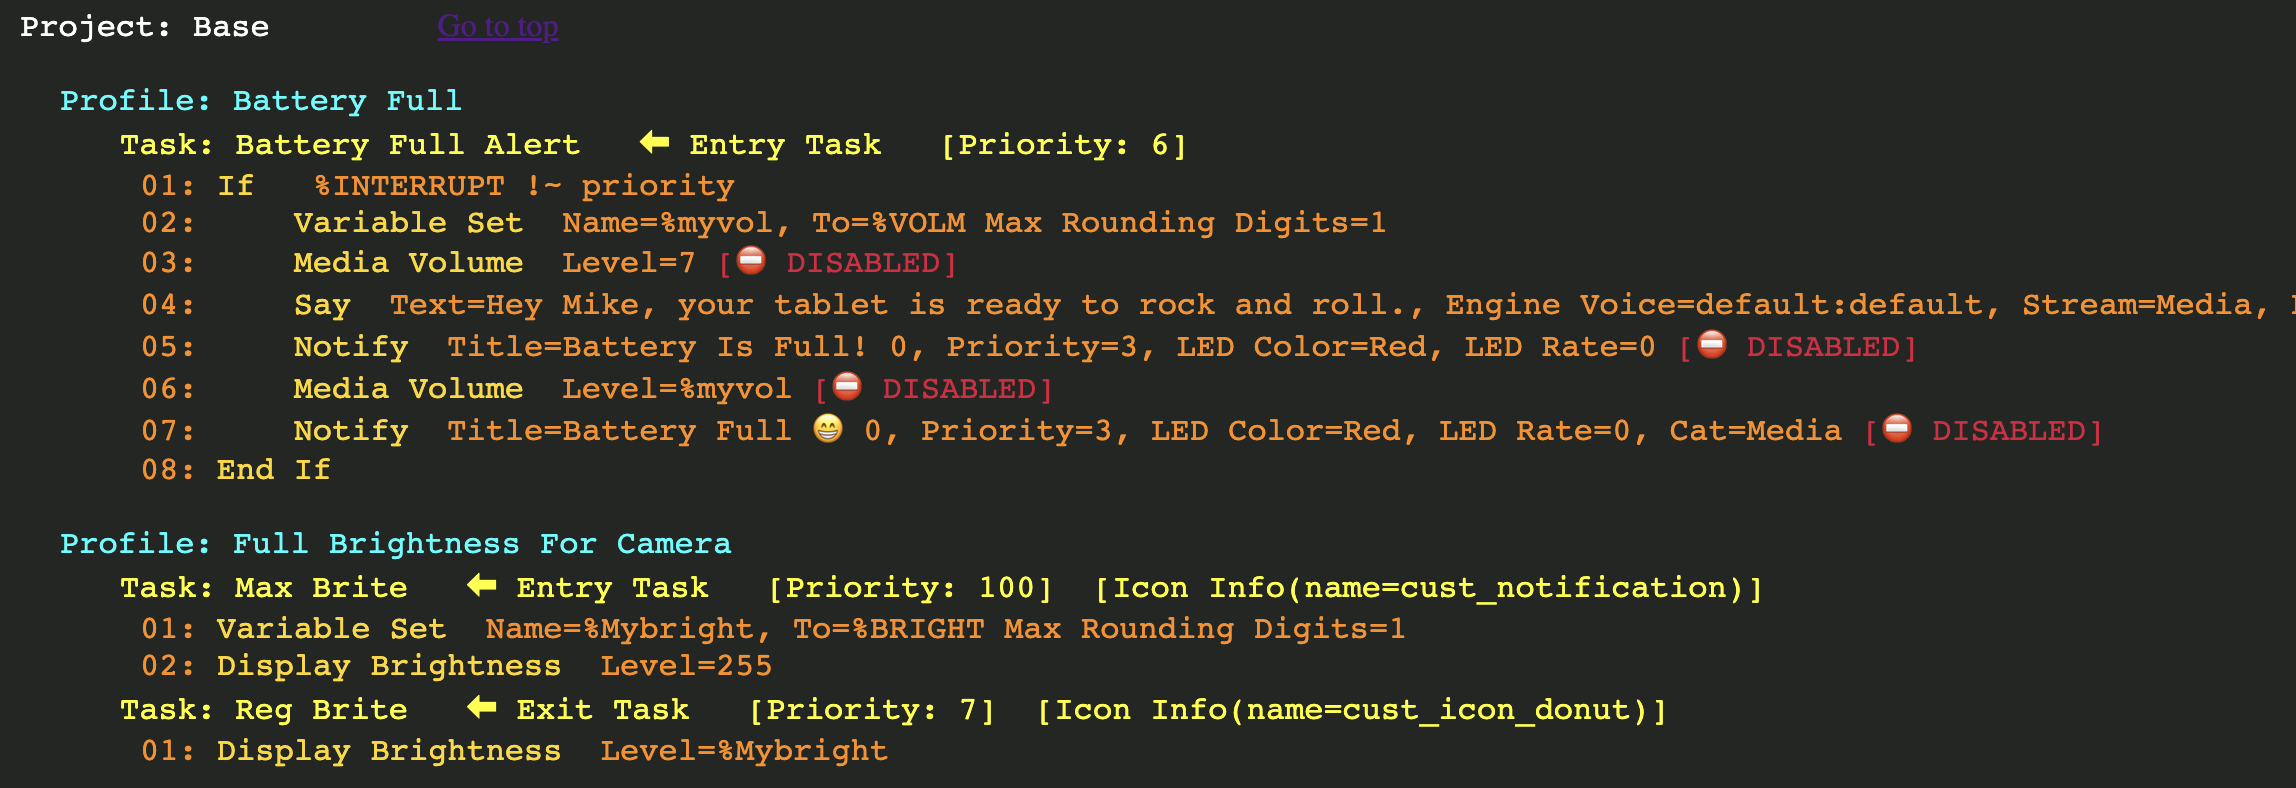 Project: Base Go to top
Profile: Battery Full
Task: Battery Full Alert ⬅ Entry Task [Priority: 6]
01: If %INTERRUPT !~ priority
02: Variable Set Name=%myvol, To=%VOLM Max Rounding Digits=1
03: Media Volume Level=7 [⛔ DISABLED]
04: Say Text=Hey Mike, your tablet is ready to rock and roll., Engine Voice=default:default, Stream=Media,
05: Notify Title=Battery Is Full! 0, Priority=3, LED Color=Red, LED Rate=0 [⛔ DISABLED]
06: Media Volume Level=%myvol [⛔ DISABLED]
07: Notify Title=Battery Full 😁 0, Priority=3, LED Color=Red, LED Rate=0, Cat=Media [⛔ DISABLED]
08: End If
Profile: Full Brightness For Camera
Task: Max Brite ⬅ Entry Task [Priority: 100] [Icon Info(name=cust_notification)]
01: Variable Set Name=%Mybright, To=%BRIGHT Max Rounding Digits=1
02: Display Brightness Level=255
Task: Reg Brite ⬅ Exit Task [Priority: 7] [Icon Info(name=cust_icon_donut)]
01: Display Brightness Level=%Mybright